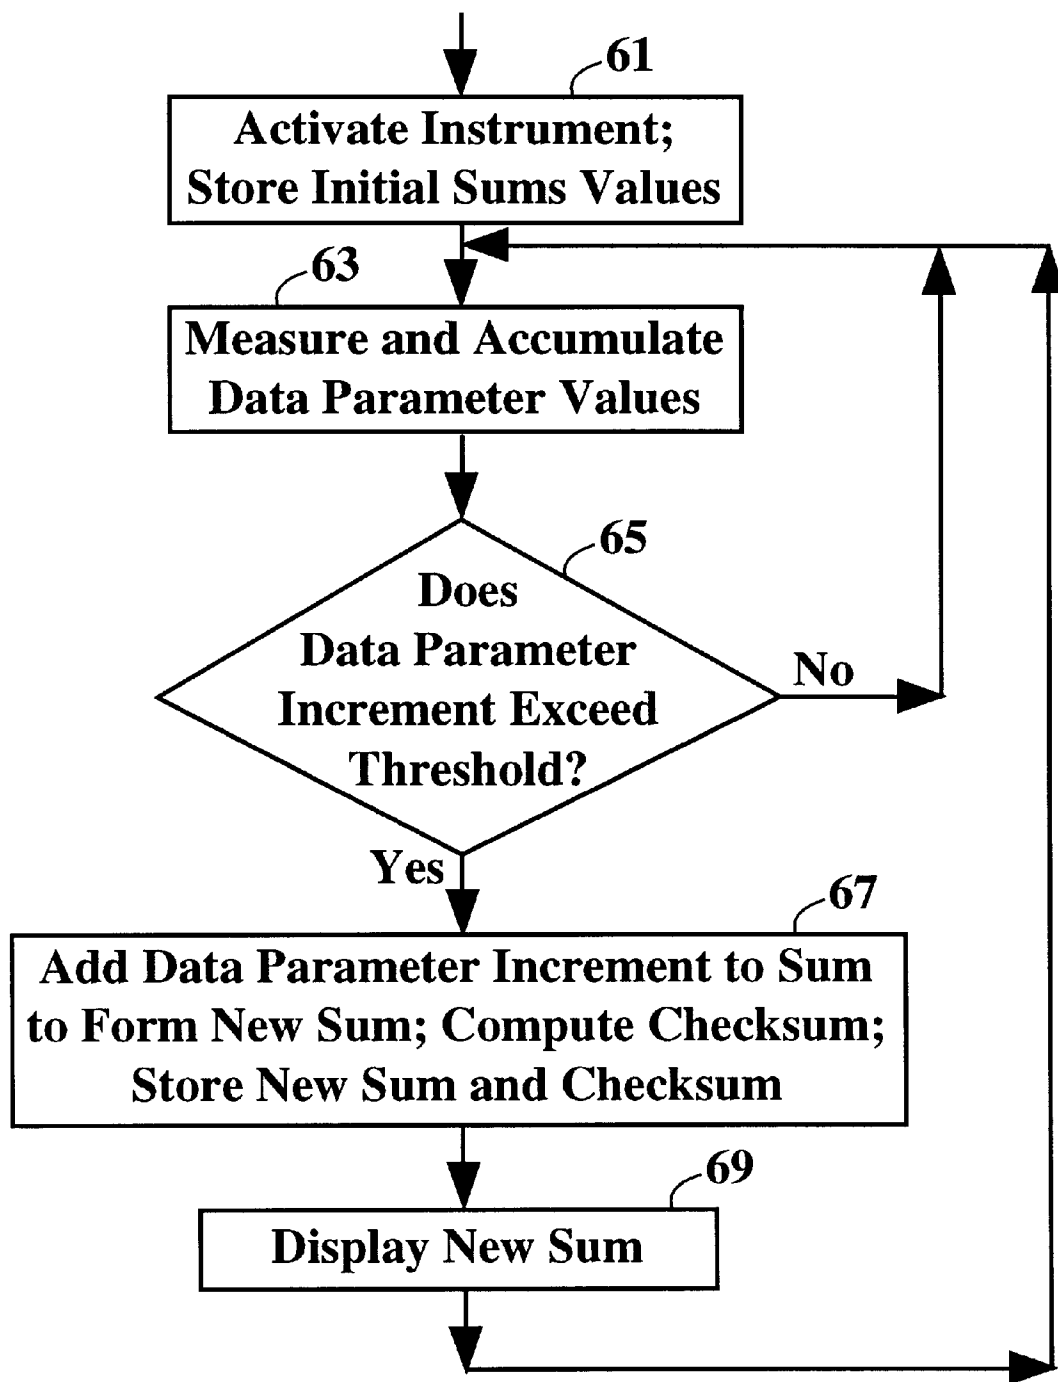 61
Activate Instrument;
Store Initial Sums Values
63
Measure and Accumulate
Data Parameter Values
65
Does
Data Parameter
Increment Exceed
Threshold?
No
Yes
67
Add Data Parameter Increment to Sum
to Form New Sum; Compute Checksum;
Store New Sum and Checksum
69
Display New Sum